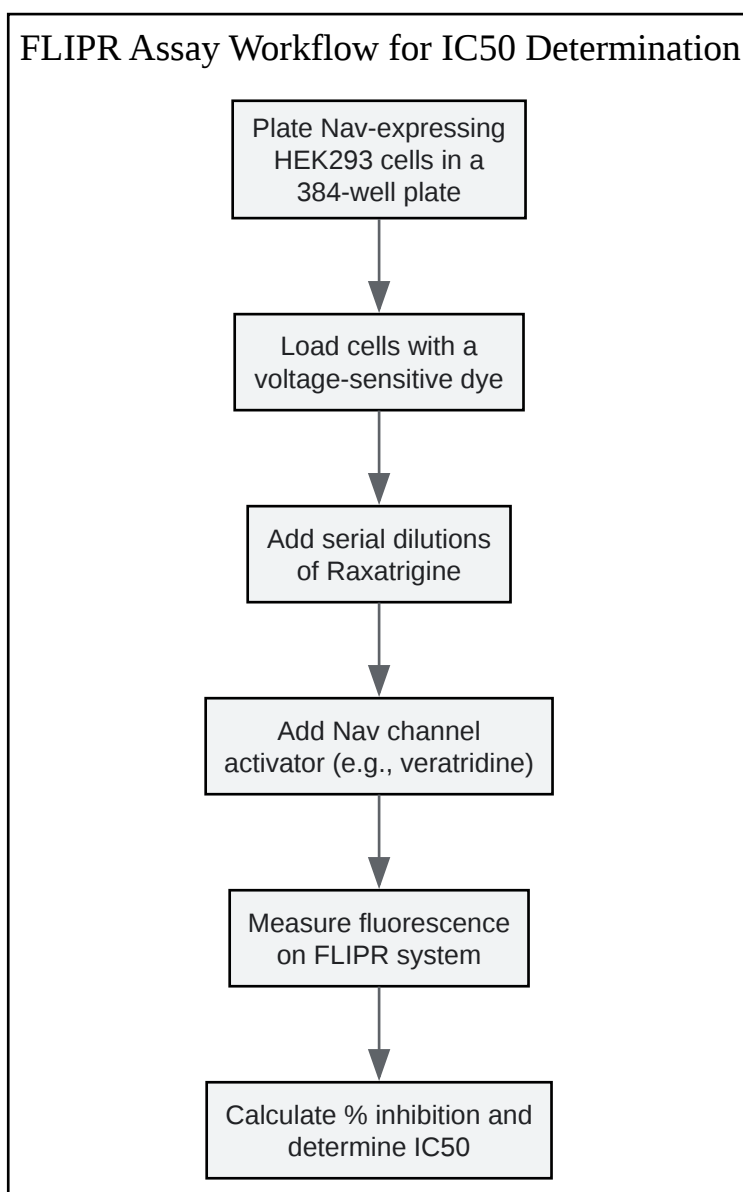 FLIPR Assay Workflow for IC50 Determination
Plate Nav-expressing
HEK293 cells in a
384-well plate
Load cells with a
voltage-sensitive dye
Add serial dilutions
of Raxatrigine
Add Nav channel
activator (e.g., veratridine)
Measure fluorescence
on FLIPR system
Calculate % inhibition and
determine IC50